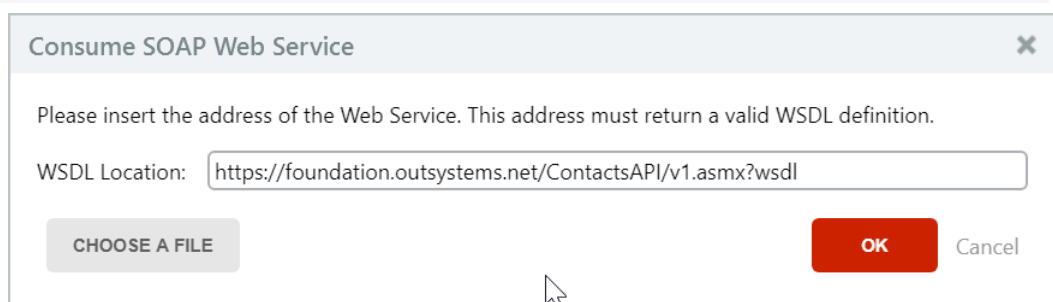 Consume SOAP Web Service
Please insert the address of the Web Service. This address must return a valid WSDL definition.
WSDL Location: https://foundation.outsystems.net/ContactsAPI/v1.asmx?wsdl
CHOOSE A FILE OK Cancel